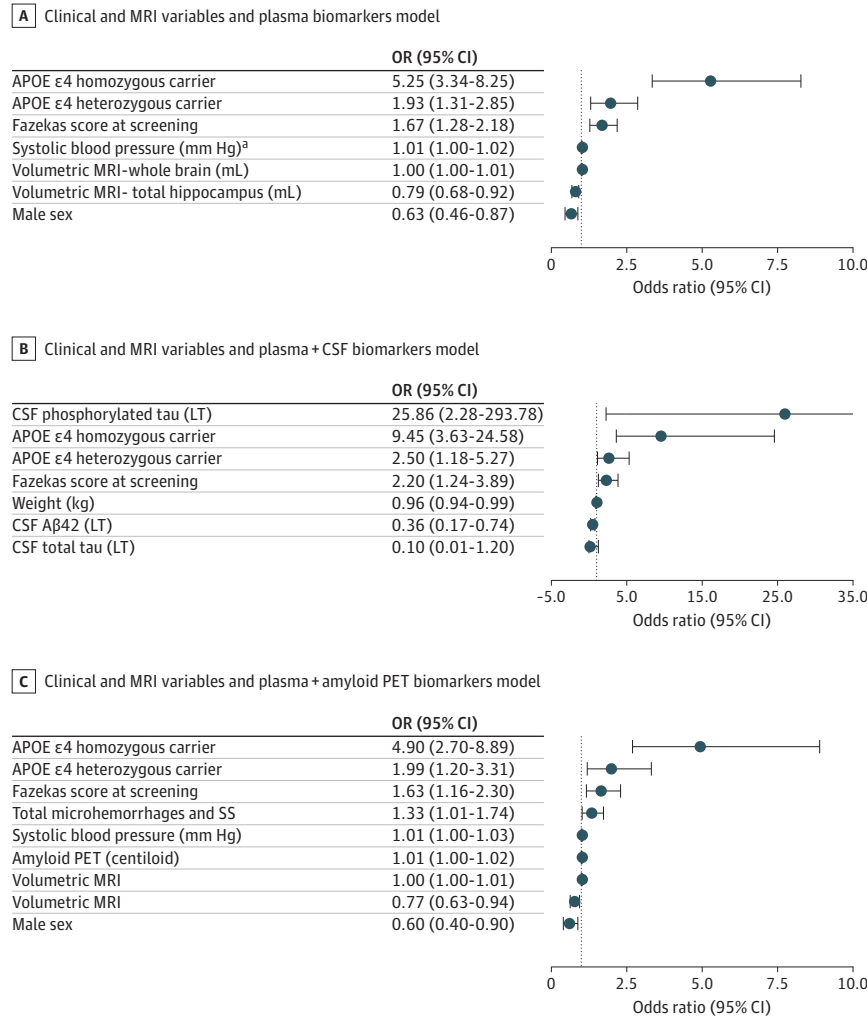 A Clinical and MRI variables and plasma biomarkers model
OR (95% CI)
APOE ε4 homozygous carrier 5.25 (3.34-8.25)
APOE ε4 heterozygous carrier 1.93 (1.31-2.85)
Fazekas score at screening 1.67 (1.28-2.18)
Systolic blood pressure (mm Hg)a 1.01 (1.00-1.02)
Volumetric MRI-whole brain (mL) 1.00 (1.00-1.01)
Volumetric MRI- total hippocampus (mL) 0.79 (0.68-0.92)
Male sex 0.63 (0.46-0.87)
0 2.5 5.0 7.5 10.0
Odds ratio (95% CI)
B Clinical and MRI variables and plasma + CSF biomarkers model
OR (95% CI)
CSF phosphorylated tau (LT) 25.86 (2.28-293.78)
APOE ε4 homozygous carrier 9.45 (3.63-24.58)
APOE ε4 heterozygous carrier 2.50 (1.18-5.27)
Fazekas score at screening 2.20 (1.24-3.89)
Weight (kg) 0.96 (0.94-0.99)
CSF Aβ42 (LT) 0.36 (0.17-0.74)
CSF total tau (LT) 0.10 (0.01-1.20)
-5.0 5.0 15.0 25.0 35.0
Odds ratio (95% CI)
C Clinical and MRI variables and plasma + amyloid PET biomarkers model
OR (95% CI)
APOE ε4 homozygous carrier 4.90 (2.70-8.89)
APOE ε4 heterozygous carrier 1.99 (1.20-3.31)
Fazekas score at screening 1.63 (1.16-2.30)
Total microhemorrhages and SS 1.33 (1.01-1.74)
Systolic blood pressure (mm Hg) 1.01 (1.00-1.03)
Amyloid PET (centiloid) 1.01 (1.00-1.02)
Volumetric MRI 1.00 (1.00-1.01)
Volumetric MRI 0.77 (0.63-0.94)
Male sex 0.60 (0.40-0.90)
0 2.5 5.0 7.5 10.0
Odds ratio (95% CI)